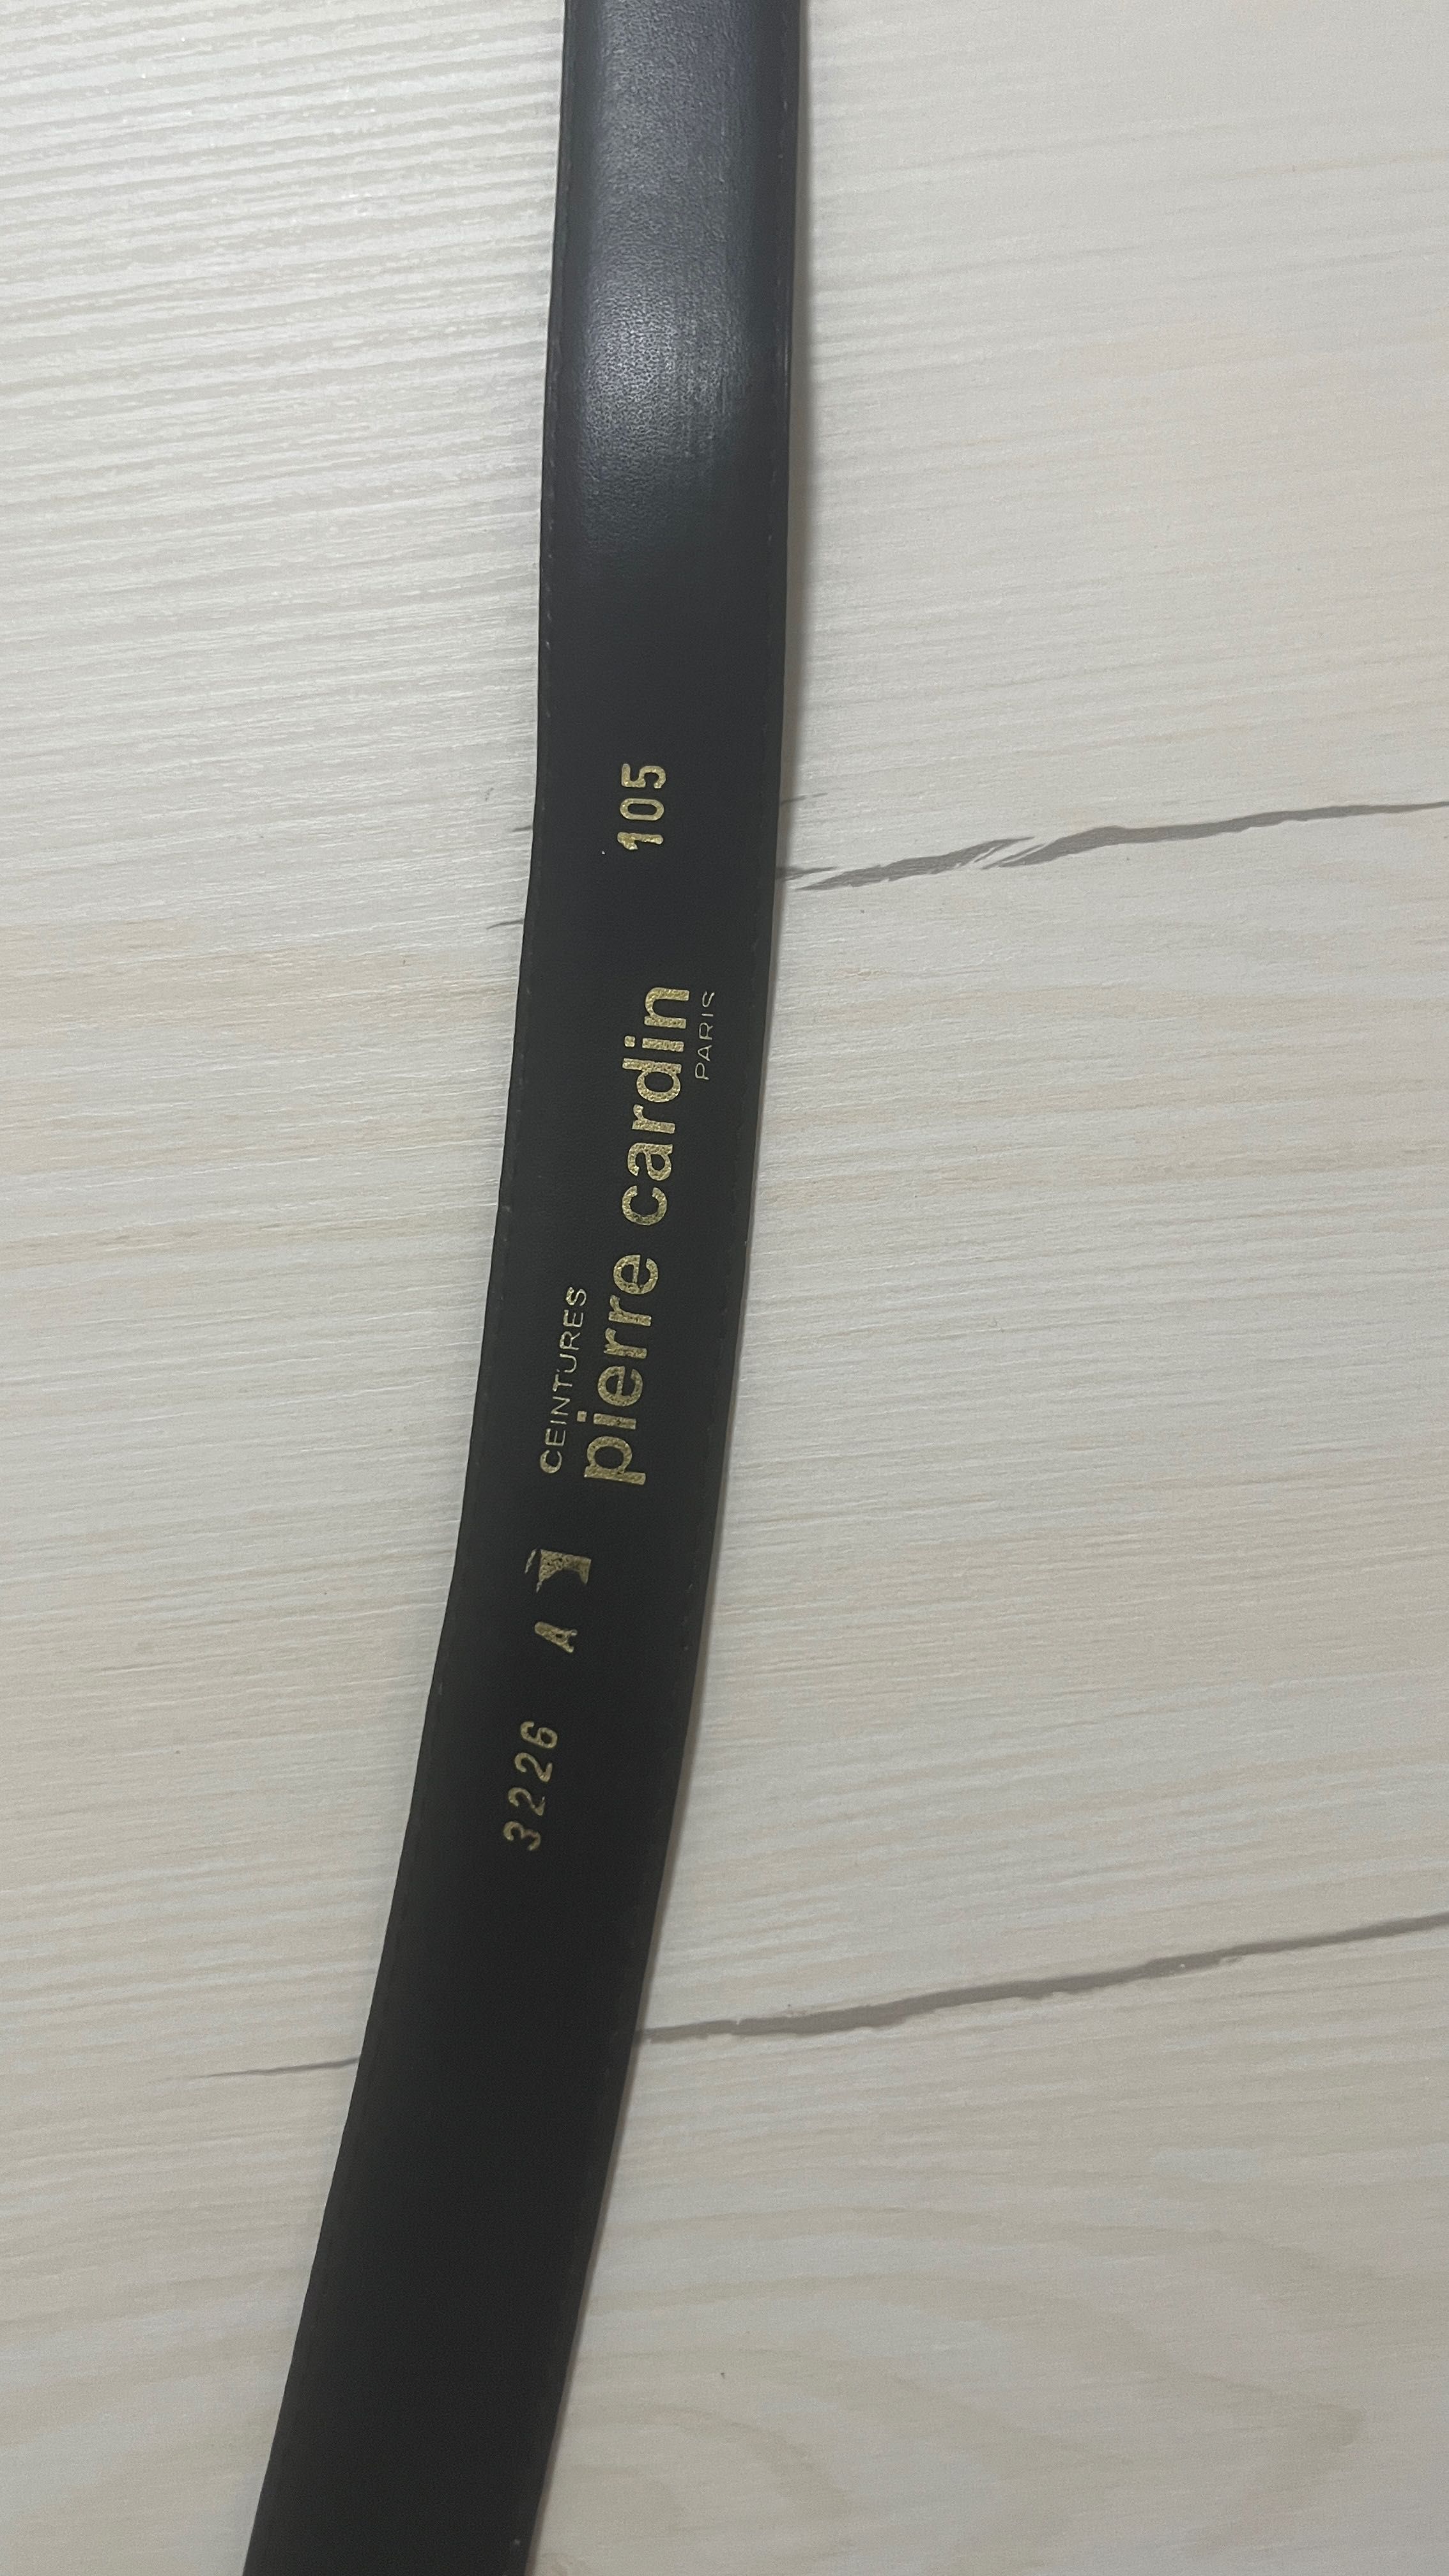 3226 A
CEINTURES
pierre cardin
PARIS
105